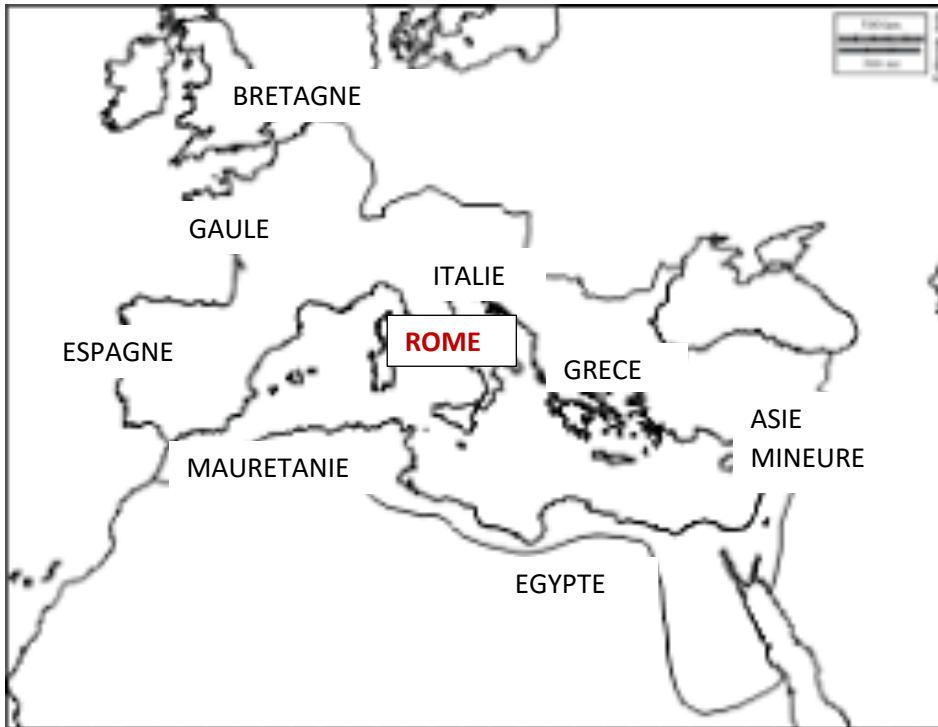 BRETAGNE
GAULE
ITALIE
ROME
ESPAGNE
GRECE
ASIE
MINEURE
MAURETANIE
EGYPTE